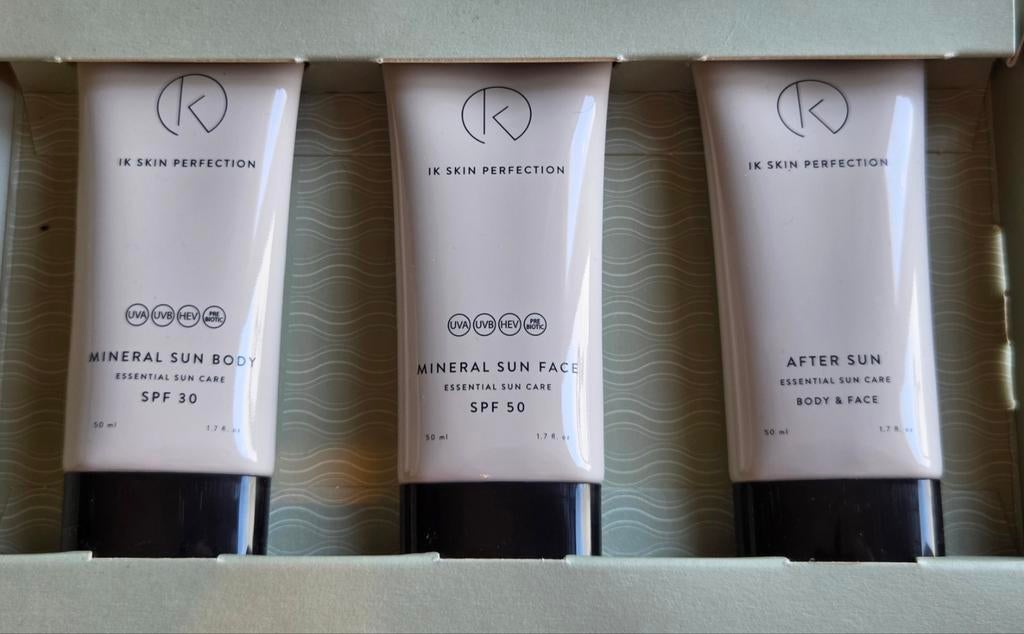 IK SKIN PERFECTION
UVA UVB HEV PRE BIOTIC
MINERAL SUN BODY
ESSENTIAL SUN CARE
SPF 30
50 ml 1.7 fl. oz
IK SKIN PERFECTION
UVA UVB HEV PRE BIOTIC
MINERAL SUN FACE
ESSENTIAL SUN CARE
SPF 50
50 ml 1.7 fl. oz
IK SKIN PERFECTION
AFTER SUN
ESSENTIAL SUN CARE
BODY & FACE
50 ml 1.7 fl. oz